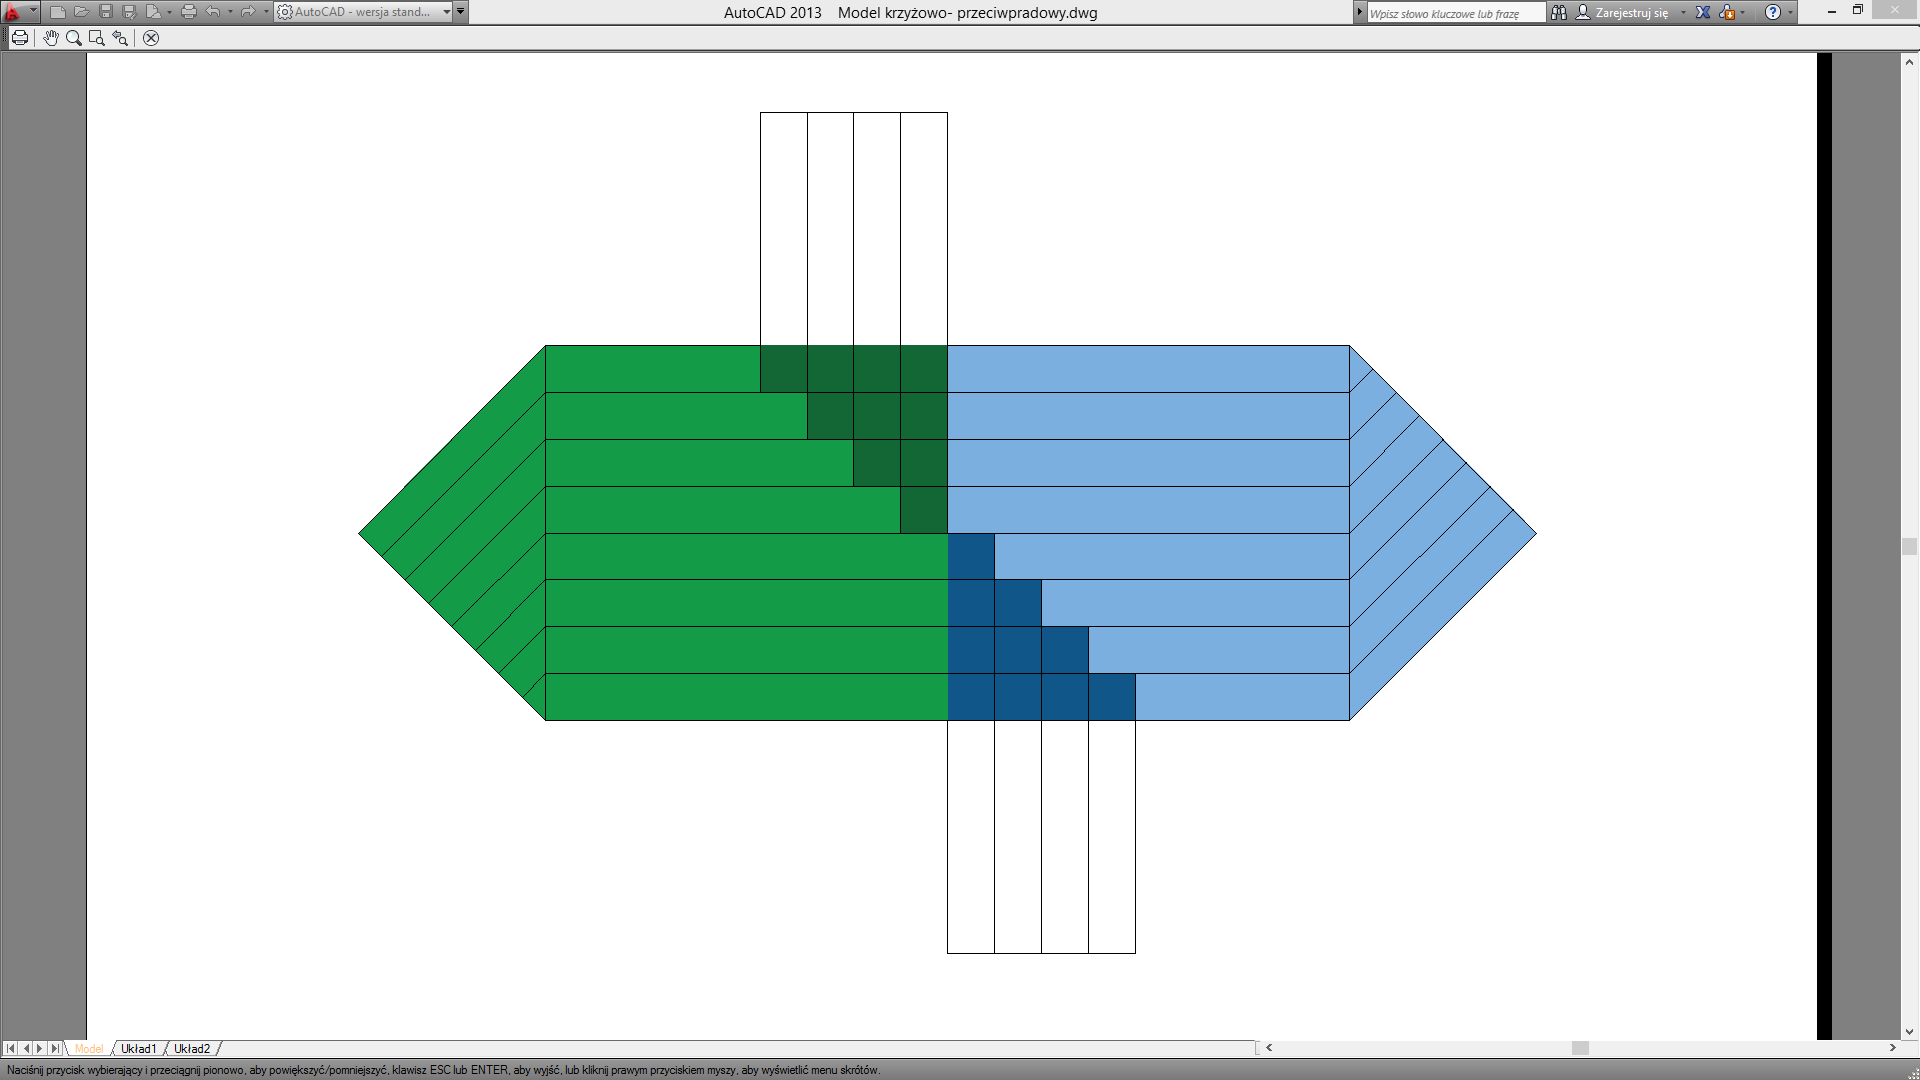 AutoCAD - wersja stand...
AutoCAD 2013 Model krzyżowo- przeciwpradowy.dwg
Wpisz słowo kluczowe lub frazę
Zarejestruj się
Model
Układ1
Układ2
Naciśnij przycisk wybierający i przeciągnij pionowo, aby powiększyć/pomniejszyć, klawisz ESC lub ENTER, aby wyjść, lub kliknij prawym przyciskiem myszy, aby wyświetlić menu skrótów.